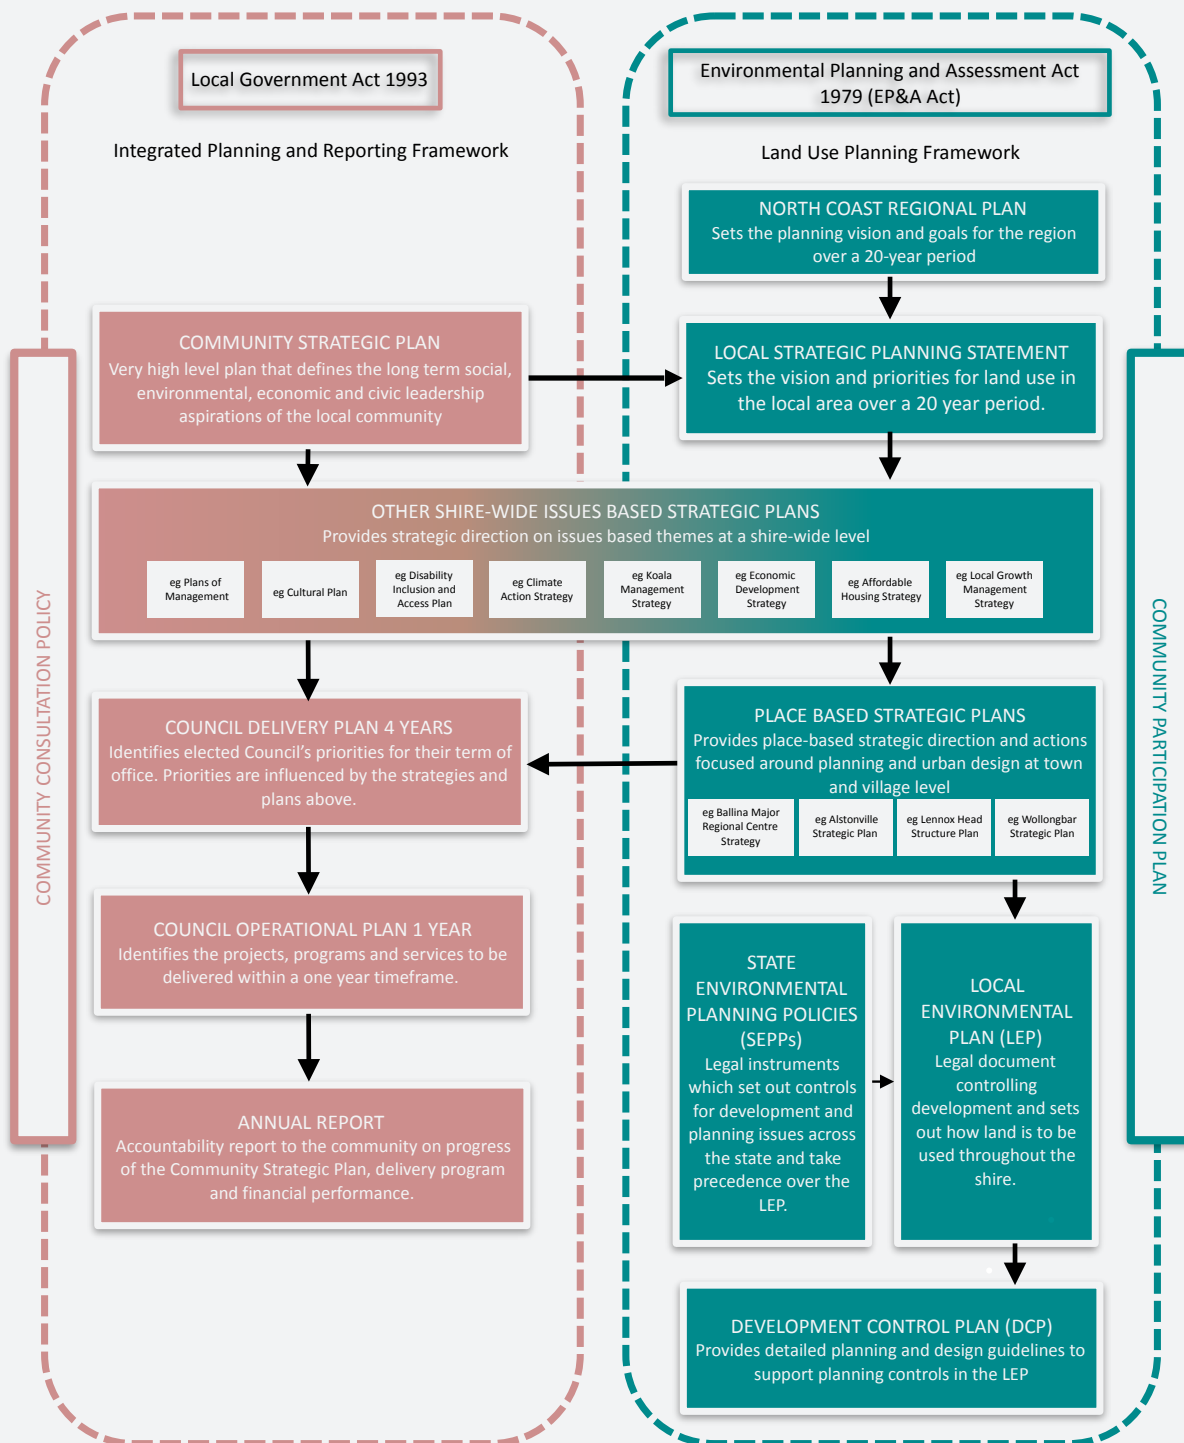 Local Government Act 1993
Integrated Planning and Reporting Framework
Environmental Planning and Assessment Act
1979 (EP&A Act)
Land Use Planning Framework
NORTH COAST REGIONAL PLAN
Sets the planning vision and goals for the region
over a 20-year period
COMMUNITY STRATEGIC PLAN
Very high level plan that defines the long term social,
environmental, economic and civic leadership
aspirations of the local community
LOCAL STRATEGIC PLANNING STATEMENT
Sets the vision and priorities for land use in
the local area over a 20 year period.
OTHER SHIRE-WIDE ISSUES BASED STRATEGIC PLANS
Provides strategic direction on issues based themes at a shire-wide level
eg Plans of
Management
eg Cultural Plan
eg Disability
Inclusion and
Access Plan
eg Climate
Action Strategy
eg Koala
Management
Strategy
eg Economic
Development
Strategy
eg Affordable
Housing Strategy
eg Local Growth
Management
Strategy
COMMUNITY CONSULTATION POLICY
COMMUNITY PARTICIPATION PLAN
COUNCIL DELIVERY PLAN 4 YEARS
Identifies elected Council's priorities for their term of
office. Priorities are influenced by the strategies and
plans above.
PLACE BASED STRATEGIC PLANS
Provides place-based strategic direction and actions
focused around planning and urban design at town
and village level
eg Ballina Major
Regional Centre
Strategy
eg Alstonville
Strategic Plan
eg Lennox Head
Structure Plan
eg Wollongbar
Strategic Plan
COUNCIL OPERATIONAL PLAN 1 YEAR
Identifies the projects, programs and services to be
delivered within a one year timeframe.
STATE
ENVIRONMENTAL
PLANNING POLICIES
(SEPPs)
Legal instruments
which set out controls
for development and
planning issues across
the state and take
precedence over the
LEP.
LOCAL
ENVIRONMENTAL
PLAN (LEP)
Legal document
controlling
development and sets
out how land is to be
used throughout the
shire.
ANNUAL REPORT
Accountability report to the community on progress
of the Community Strategic Plan, delivery program
and financial performance.
DEVELOPMENT CONTROL PLAN (DCP)
Provides detailed planning and design guidelines to
support planning controls in the LEP